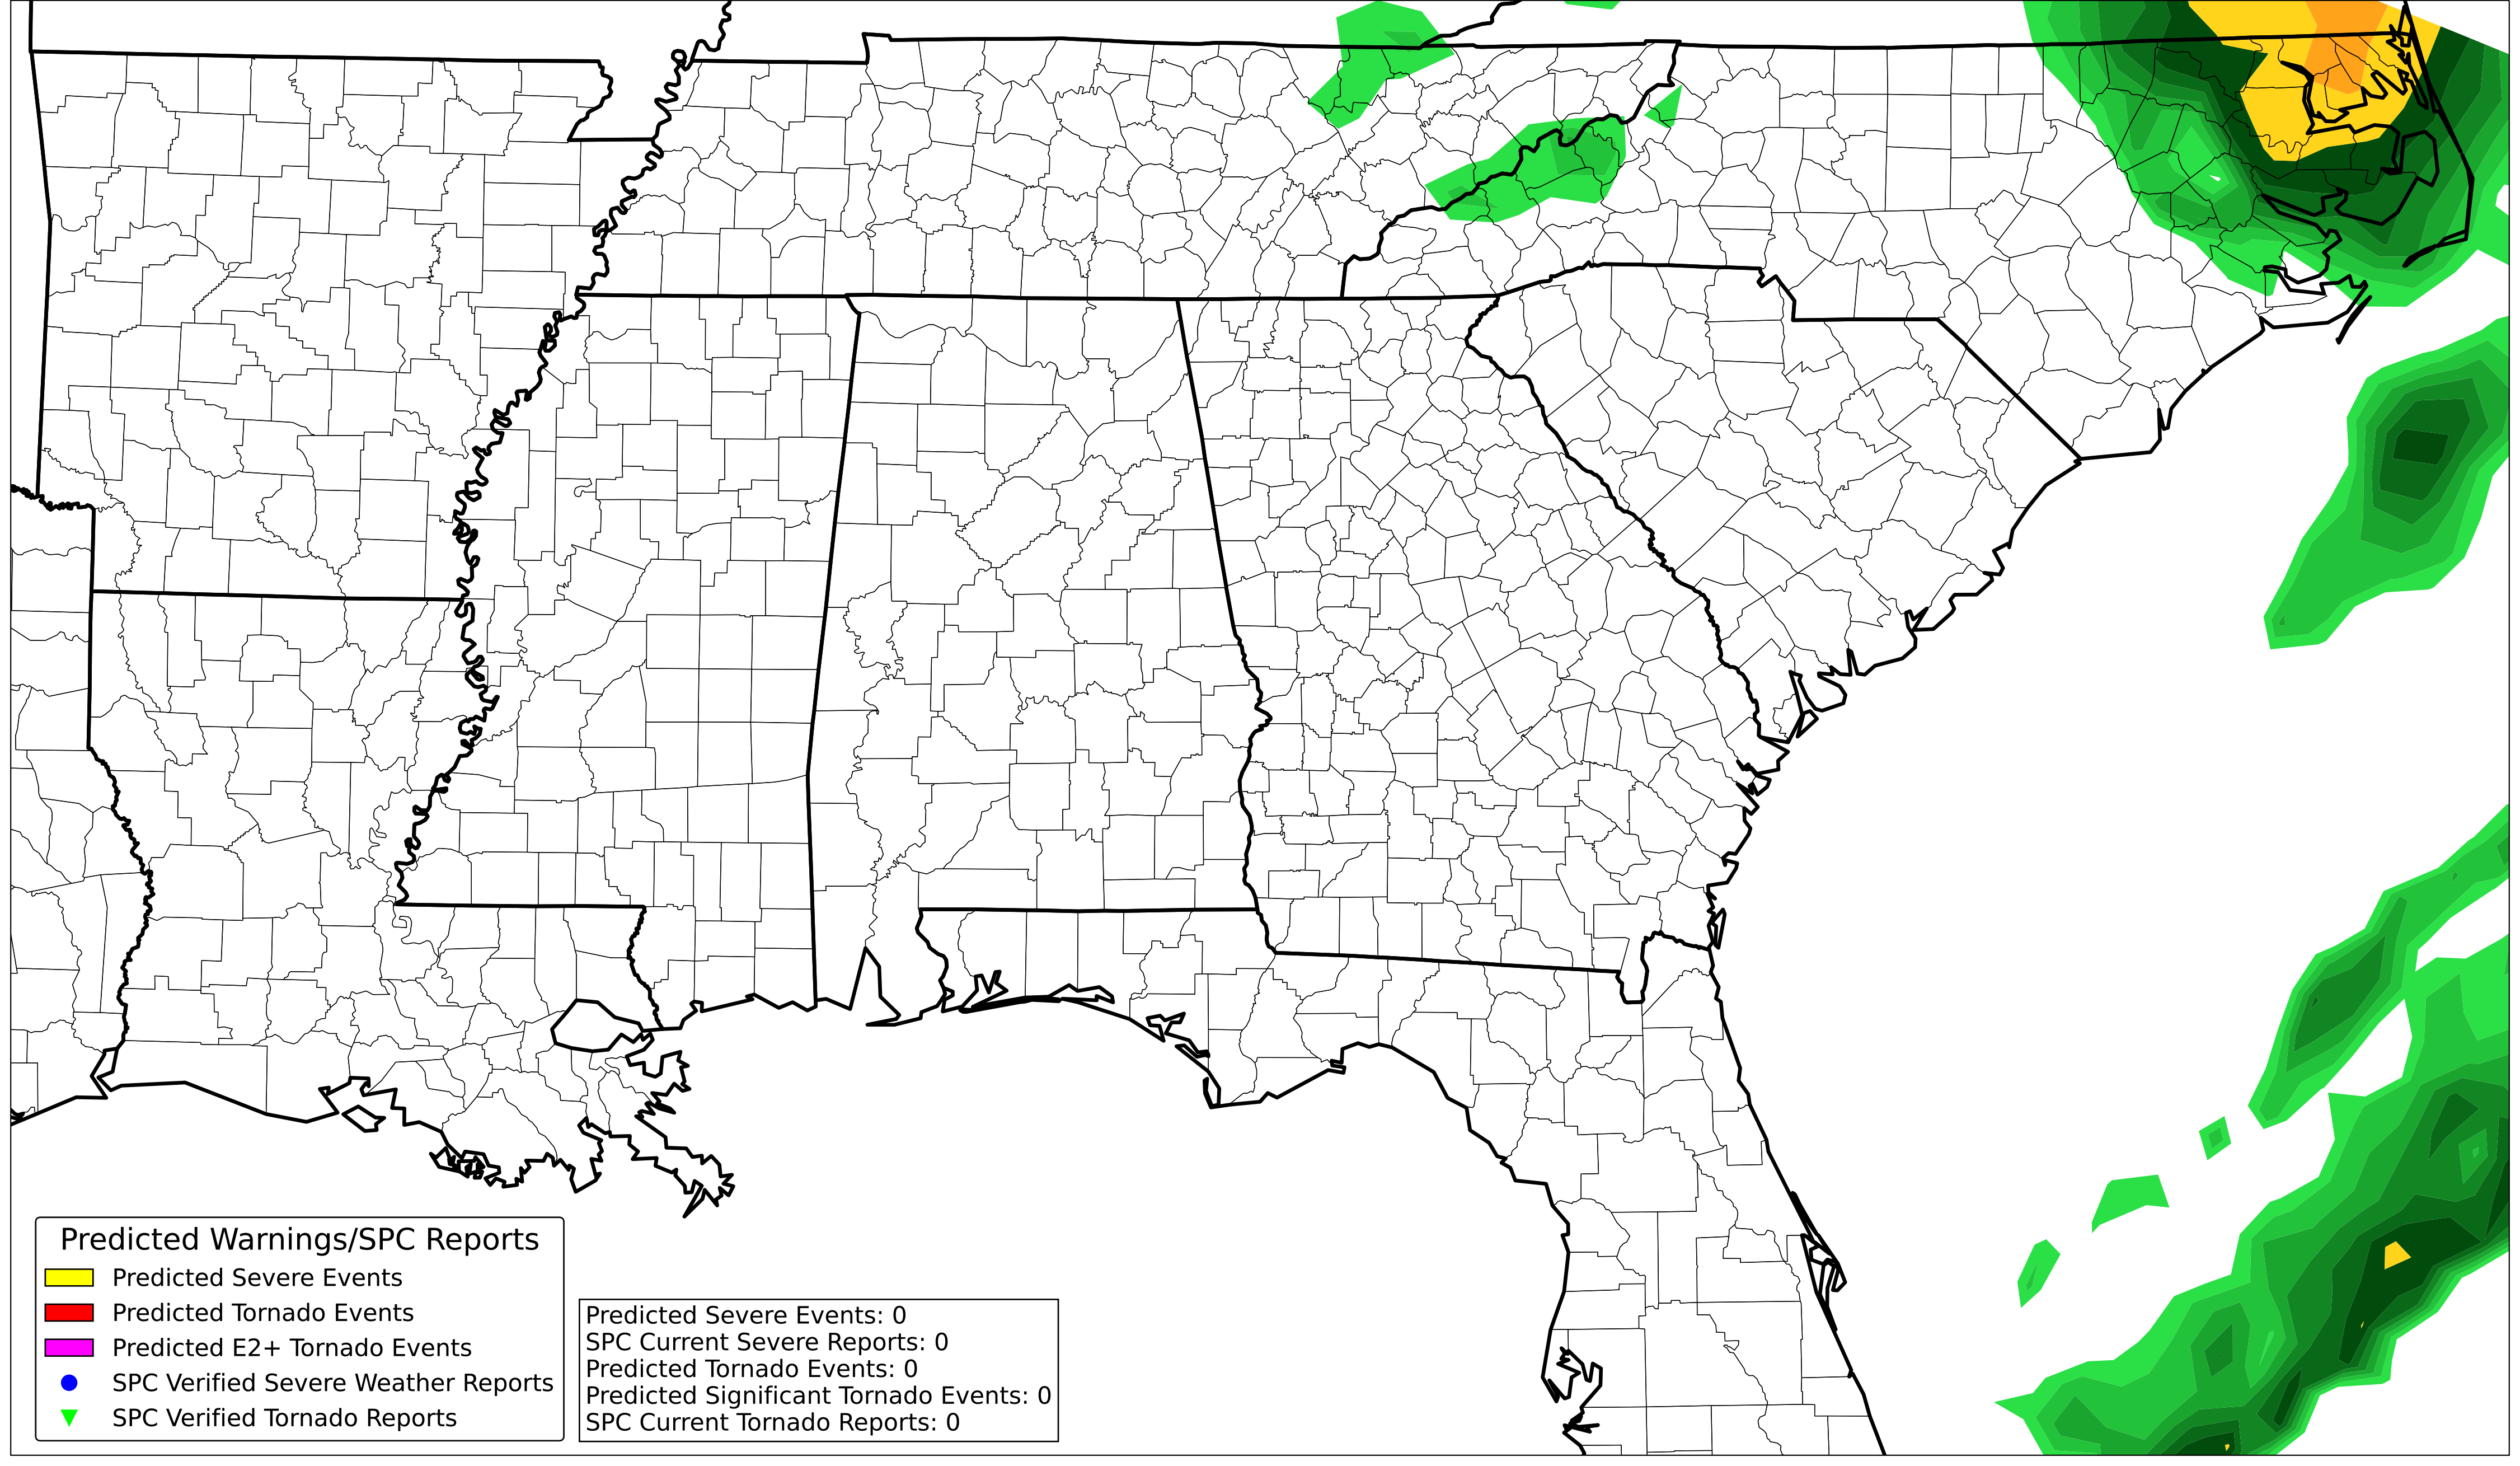 Predicted Warnings/SPC Reports
Predicted Severe Events
Predicted Tornado Events
Predicted E2+ Tornado Events
SPC Verified Severe Weather Reports
SPC Verified Tornado Reports
Predicted Severe Events: 0
SPC Current Severe Reports: 0
Predicted Tornado Events: 0
Predicted Significant Tornado Events: 0
SPC Current Tornado Reports: 0